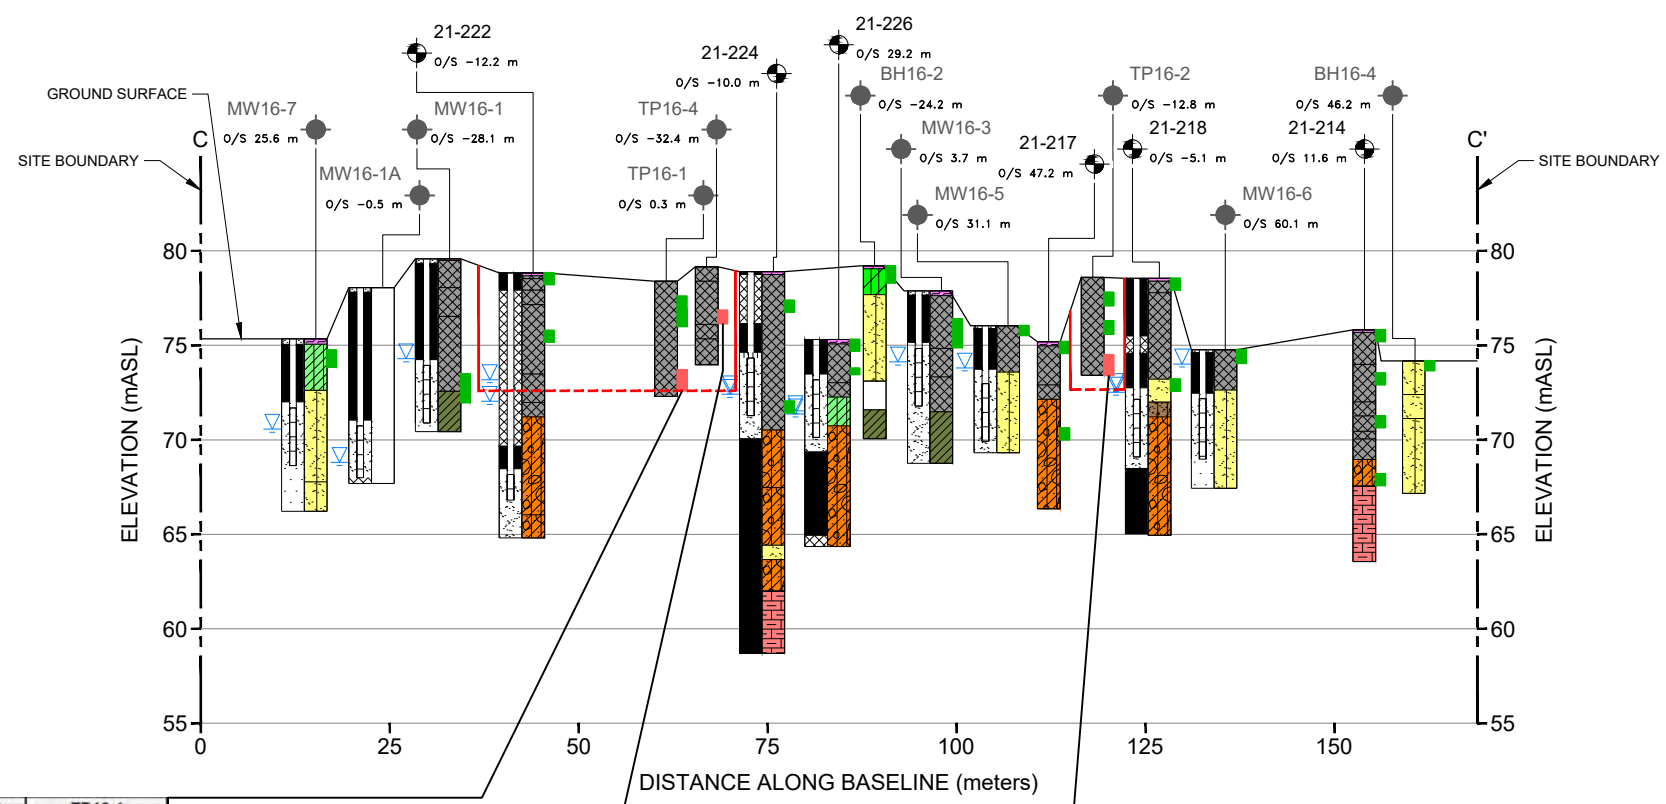 21-222
O/S -12.2 m
21-226
O/S 29.2 m
21-224
O/S -10.0 m
GROUND SURFACE
MW16-7
O/S 25.6 m
MW16-1
O/S -28.1 m
TP16-4
O/S -32.4 m
BH16-2
O/S -24.2 m
TP16-2
O/S -12.8 m
BH16-4
O/S 46.2 m
C
C'
SITE BOUNDARY
MW16-1A
O/S -0.5 m
TP16-1
O/S 0.3 m
MW16-3
O/S 3.7 m
21-217
O/S 47.2 m
21-218
O/S -5.1 m
21-214
O/S 11.6 m
SITE BOUNDARY
MW16-5
O/S 31.1 m
MW16-6
O/S 60.1 m
80
75
70
65
60
55
ELEVATION (mASL)
80
75
70
65
60
55
ELEVATION (mASL)
0 25 50 75 100 125 150
DISTANCE ALONG BASELINE (meters)